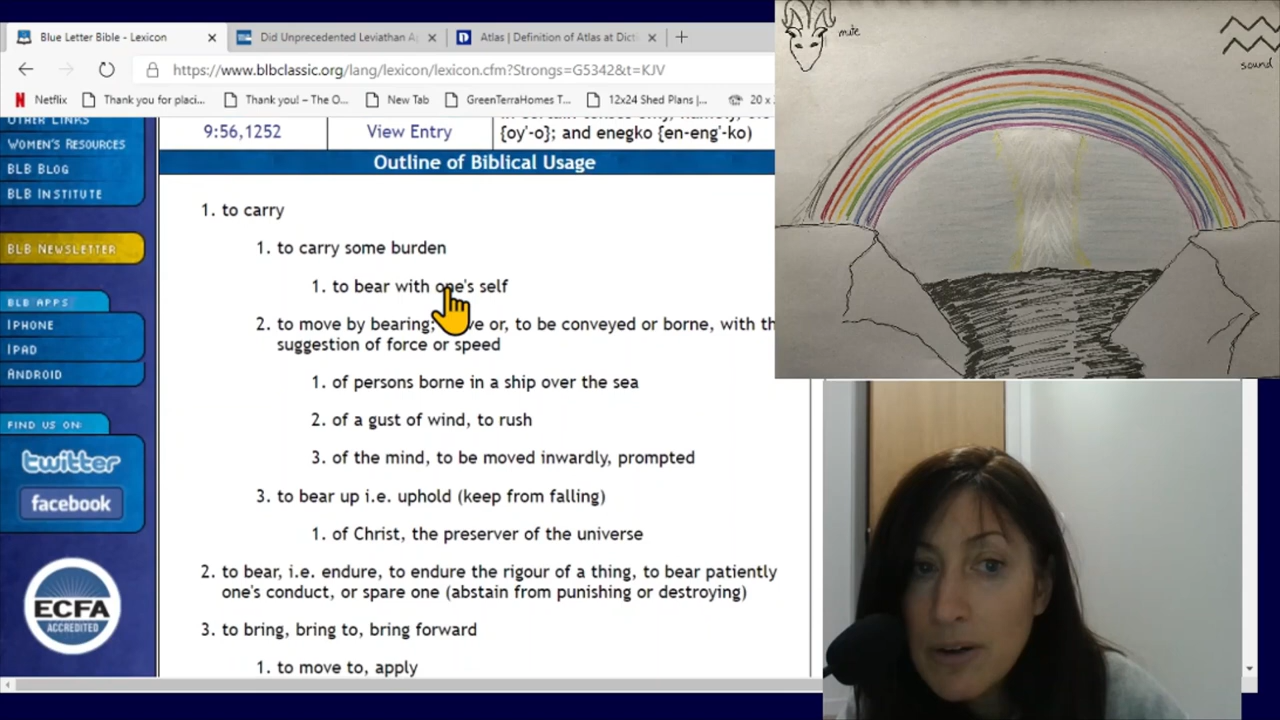 Blue Letter Bible - Lexicon
Did Unprecedented Leviathan A
Atlas | Definition of Atlas at Dict
https://www.blbclassic.org/lang/lexicon/lexicon.cfm?Strongs=G5342&t=KJV
Netflix
Thank you for placi...
Thank you! – The O...
New Tab
GreenTerraHomes T...
12x24 Shed Plans |...
20 x
mute
sound
OTHER LINKS
WOMEN'S RESOURCES
BLB BLOG
BLB INSTITUTE
BLB NEWSLETTER
BLB APPS
IPHONE
IPAD
ANDROID
FIND US ON:
twitter
facebook
ECFA
ACCREDITED
9:56,1252
View Entry
{oy'-o}; and enegko {en-eng'-ko)
Outline of Biblical Usage
1. to carry
1. to carry some burden
1. to bear with one's self
2. to move by bearing; or, to be conveyed or borne, with th
suggestion of force or speed
1. of persons borne in a ship over the sea
2. of a gust of wind, to rush
3. of the mind, to be moved inwardly, prompted
3. to bear up i.e. uphold (keep from falling)
1. of Christ, the preserver of the universe
2. to bear, i.e. endure, to endure the rigour of a thing, to bear patiently
one's conduct, or spare one (abstain from punishing or destroying)
3. to bring, bring to, bring forward
1. to move to, apply